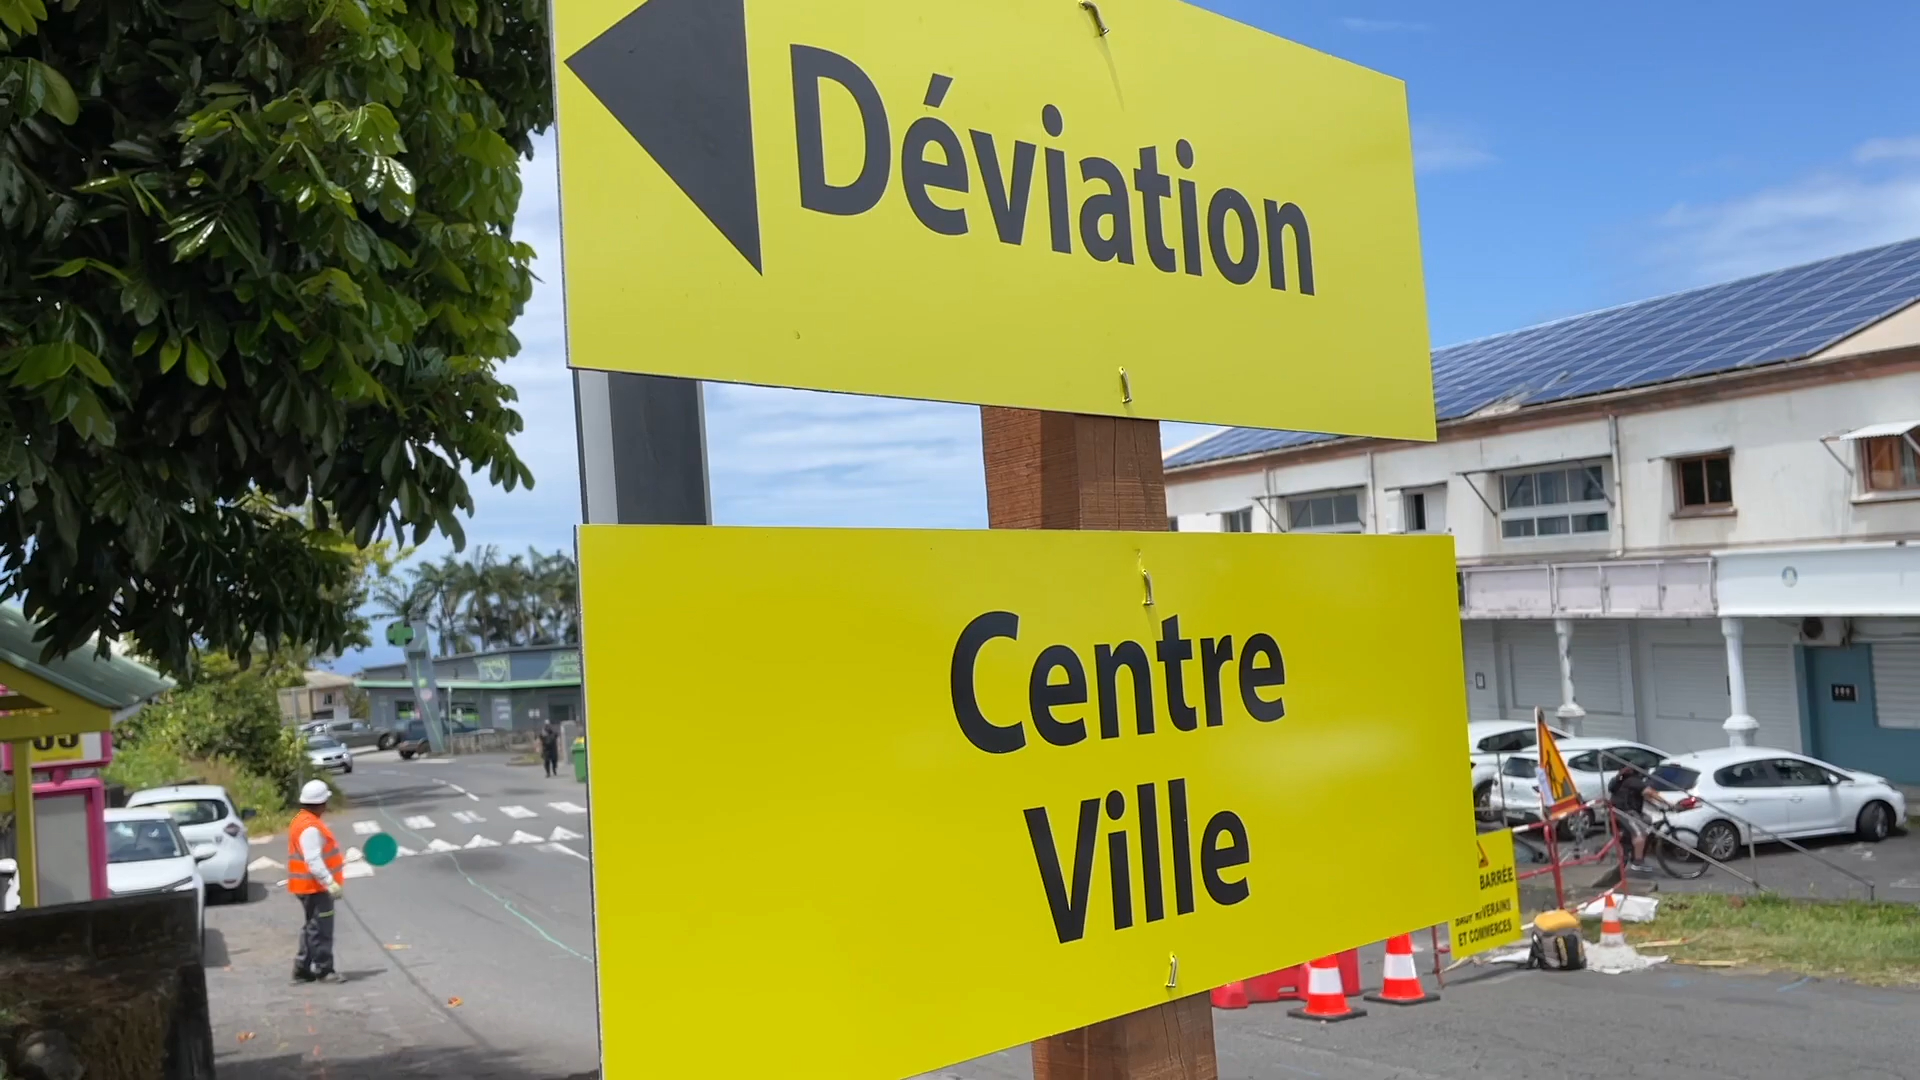 Déviation
Centre
Ville
BARRÉE
RIVERAINS
ET COMMERCES